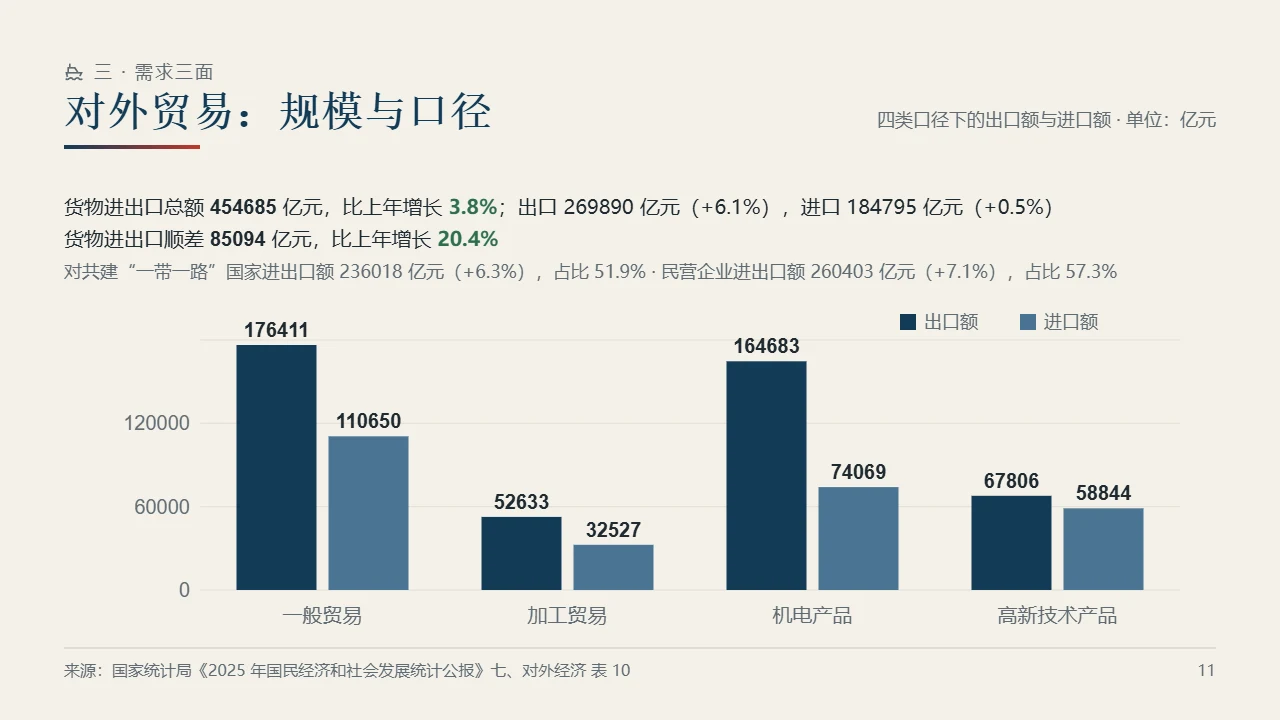 三 · 需求三面
对外贸易：规模与口径
四类口径下的出口额与进口额 · 单位：亿元
货物进出口总额 454685 亿元，比上年增长 3.8%；出口 269890 亿元（+6.1%），进口 184795 亿元（+0.5%）
货物进出口顺差 85094 亿元，比上年增长 20.4%
对共建“一带一路”国家进出口额 236018 亿元（+6.3%），占比 51.9% · 民营企业进出口额 260403 亿元（+7.1%），占比 57.3%
出口额 进口额
176411
164683
120000
110650
74069
67806
58844
60000
52633
32527
0
一般贸易 加工贸易 机电产品 高新技术产品
来源：国家统计局《2025 年国民经济和社会发展统计公报》七、对外经济 表 10
11